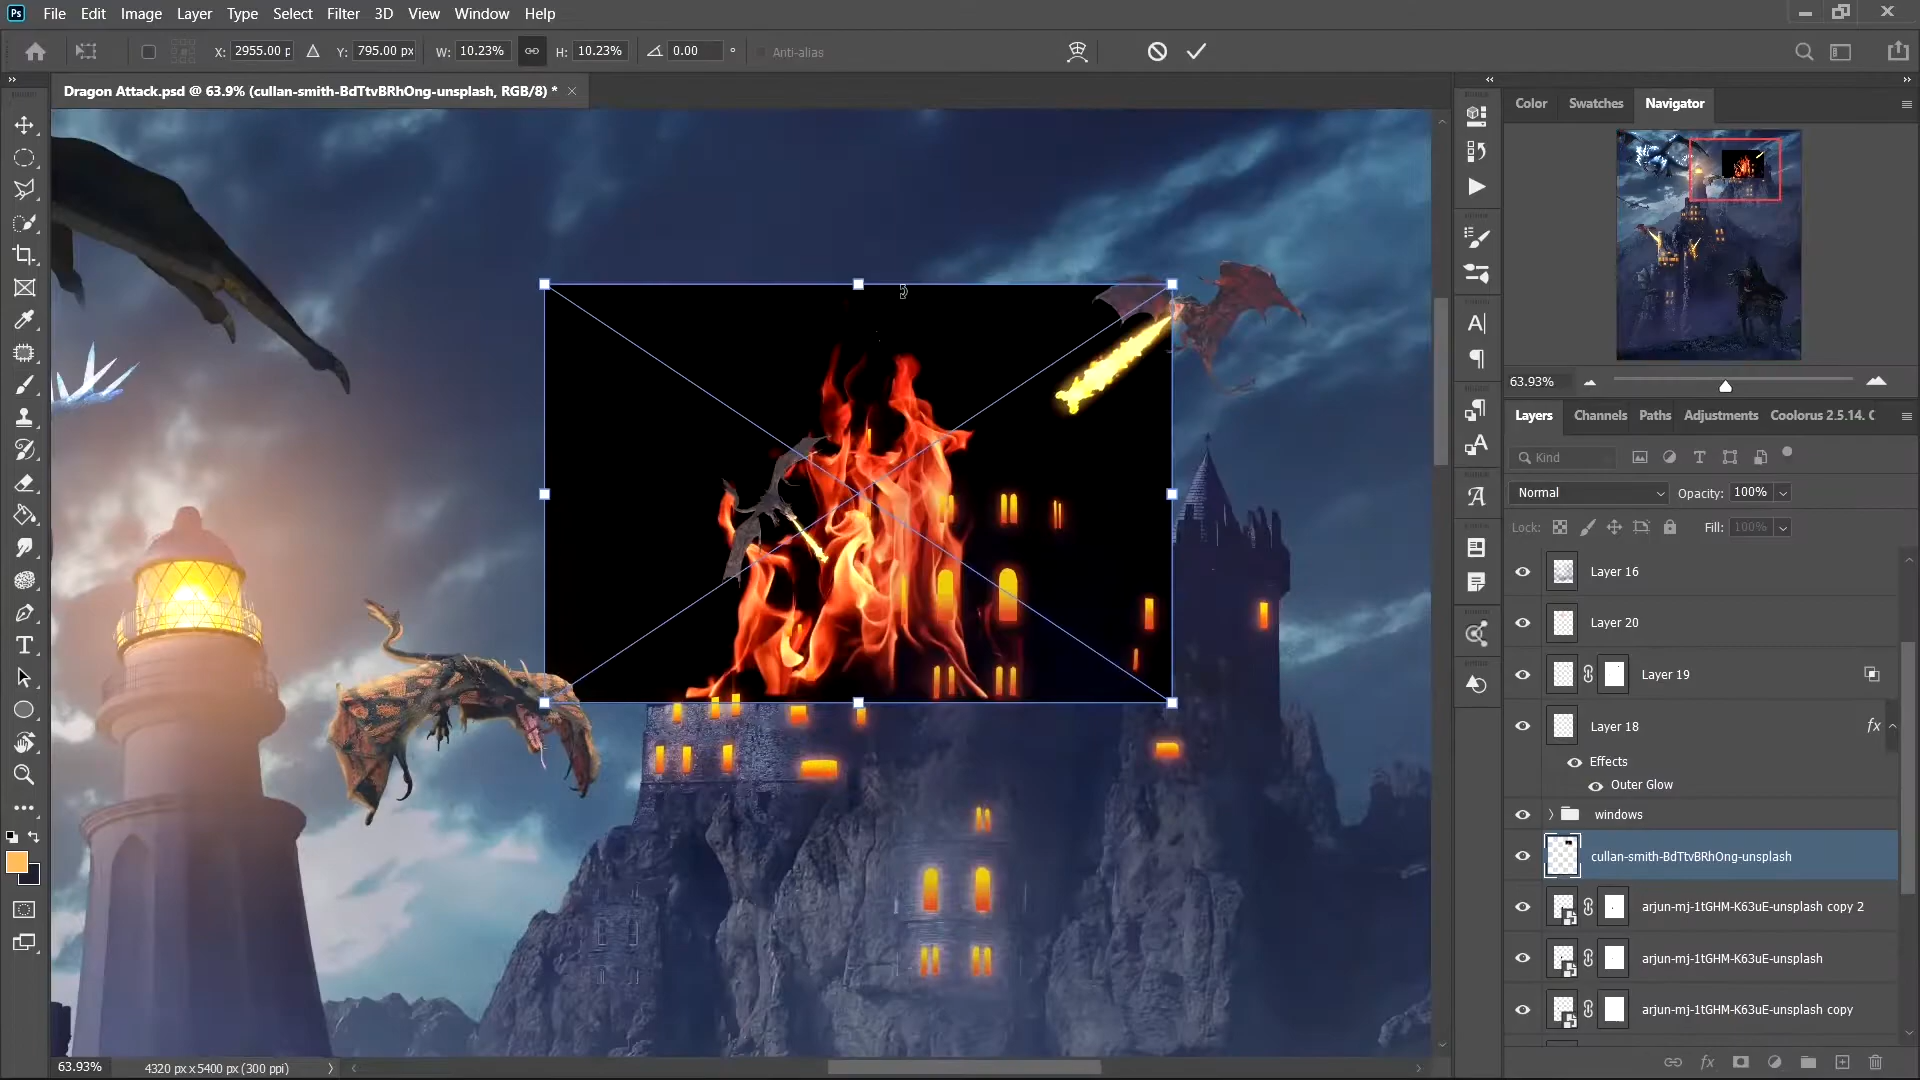 Ps File Edit Image Layer Type Select Filter 3D View Window Help
X: 2955.00 p Y: 795.00 px W: 10.23% H: 10.23% 0.00 ° Anti-alias
Dragon Attack.psd @ 63.9% (cullan-smith-BdTtvBRhOng-unsplash, RGB/8) *
Color Swatches Navigator
63.93%
Layers Channels Paths Adjustments Coolorus 2.5.14. C
Kind
Normal Opacity: 100%
Lock: Fill: 100%
Layer 16
Layer 20
Layer 19
Layer 18 fx
Effects
Outer Glow
windows
cullan-smith-BdTtvBRhOng-unsplash
arjun-mj-1tGHM-K63uE-unsplash copy 2
arjun-mj-1tGHM-K63uE-unsplash
arjun-mj-1tGHM-K63uE-unsplash copy
fx
63.93% 4320 px x 5400 px (300 ppi)